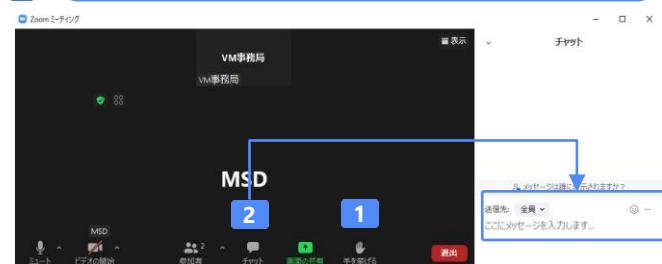 Zoom ミーティング
表示
チャット
VM事務局
VM事務局
MSD
2
1
メッセージは誰に表示されますか？
送信先: 全員
ここにメッセージを入力します...
MSD
2
ミュート
ビデオの開始
参加者
チャット
画面の共有
手を挙げる
退出